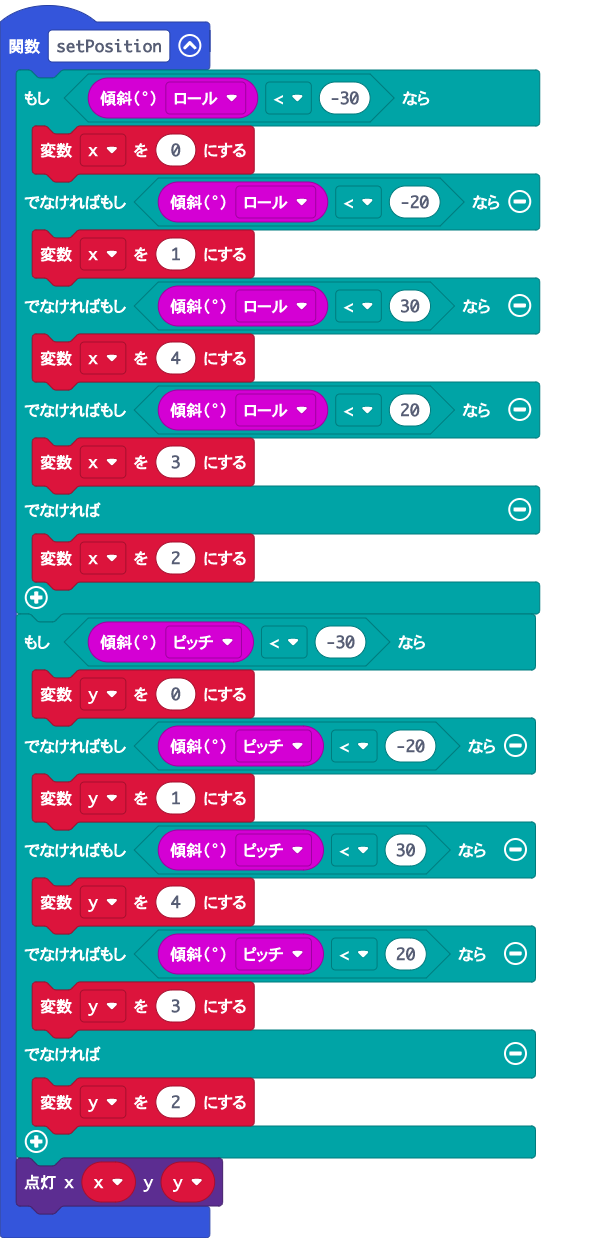 関数 setPosition
もし 傾斜(°) ロール < -30 なら
変数 x を 0 にする
でなければもし 傾斜(°) ロール < -20 なら
変数 x を 1 にする
でなければもし 傾斜(°) ロール < 30 なら
変数 x を 4 にする
でなければもし 傾斜(°) ロール < 20 なら
変数 x を 3 にする
でなければ
変数 x を 2 にする
もし 傾斜(°) ピッチ < -30 なら
変数 y を 0 にする
でなければもし 傾斜(°) ピッチ < -20 なら
変数 y を 1 にする
でなければもし 傾斜(°) ピッチ < 30 なら
変数 y を 4 にする
でなければもし 傾斜(°) ピッチ < 20 なら
変数 y を 3 にする
でなければ
変数 y を 2 にする
点灯 x x y y